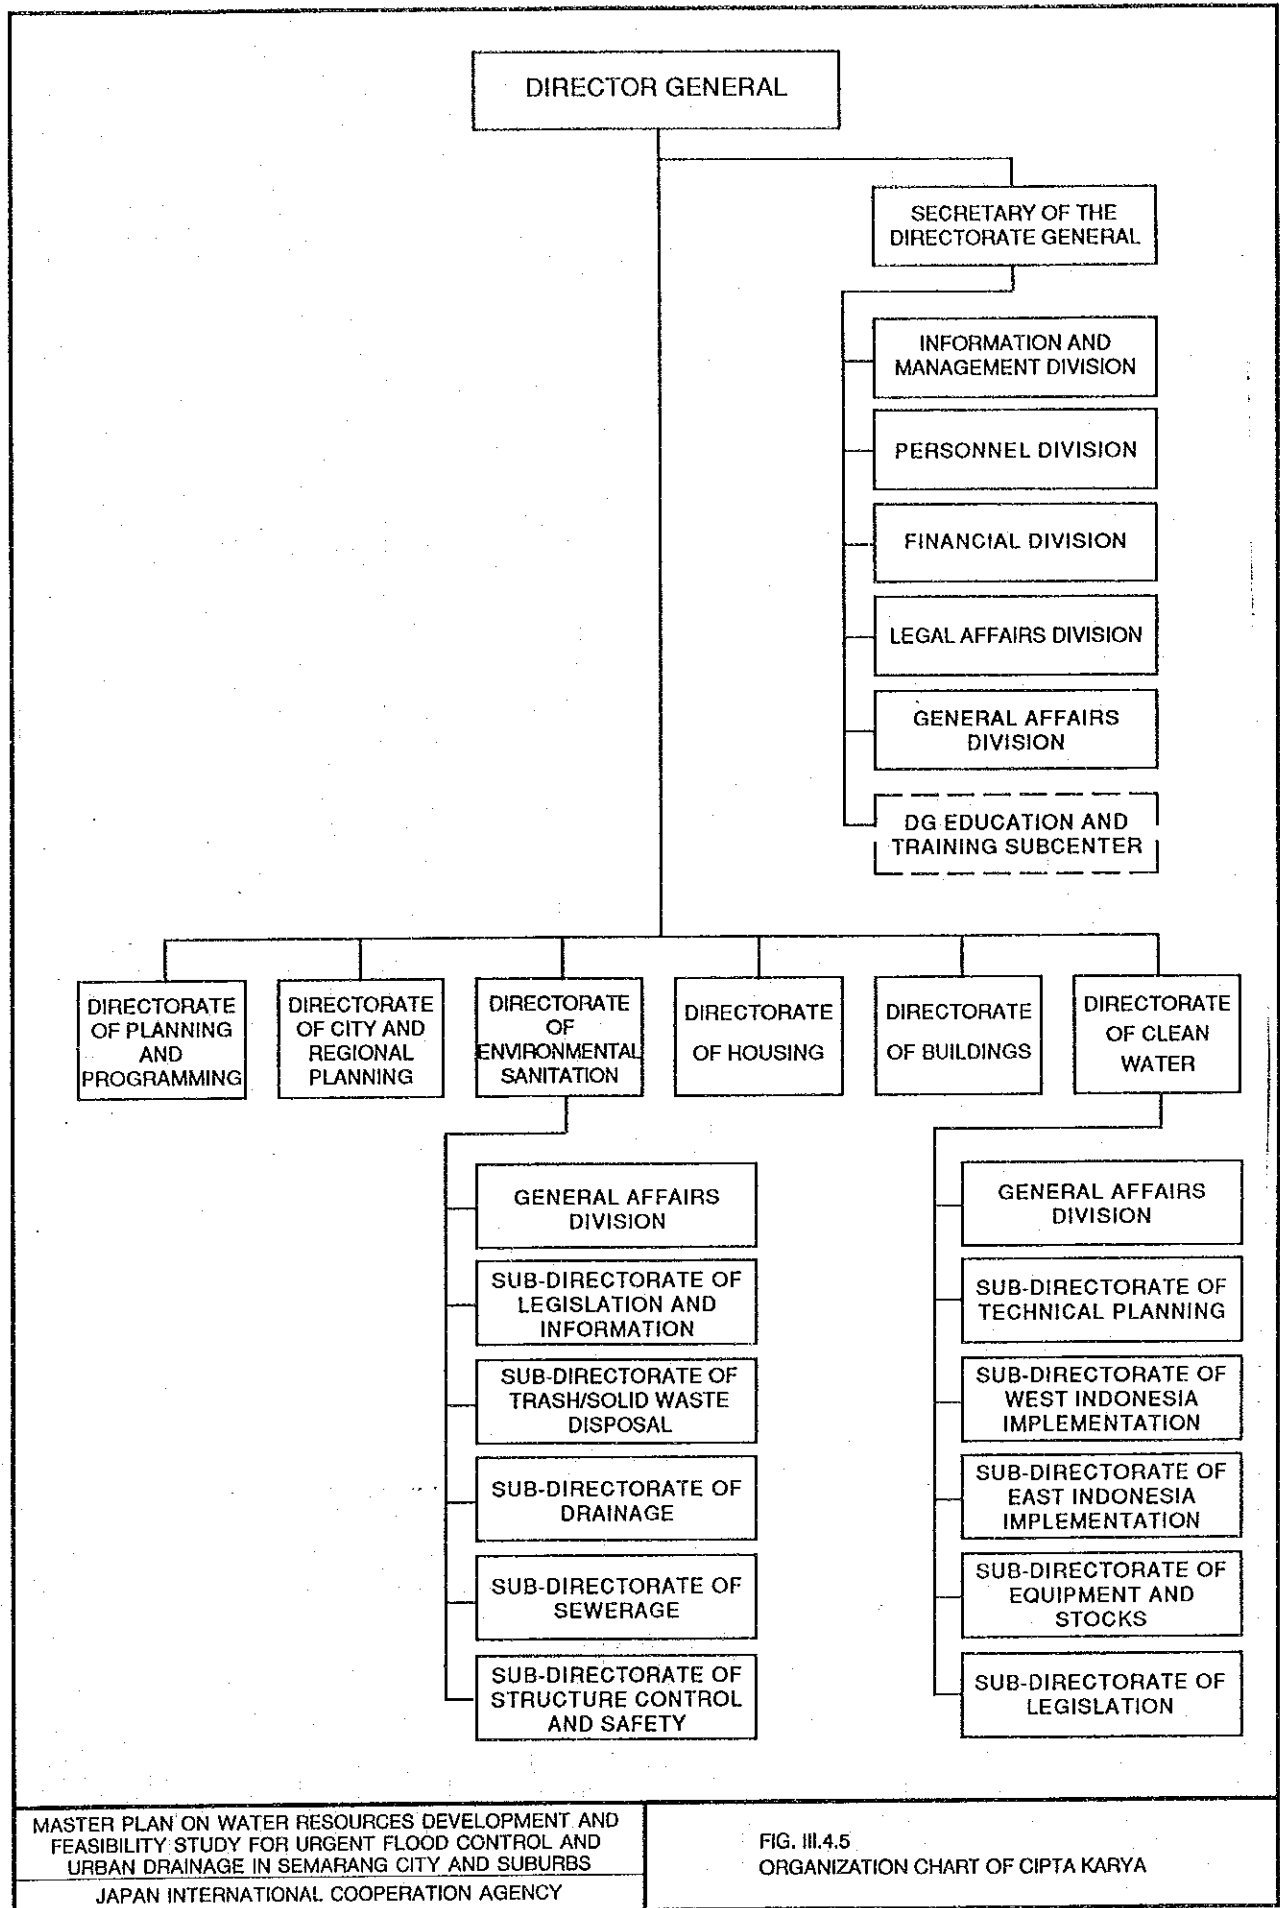 DIRECTOR GENERAL
SECRETARY OF THE
DIRECTORATE GENERAL
INFORMATION AND
MANAGEMENT DIVISION
PERSONNEL DIVISION
FINANCIAL DIVISION
LEGAL AFFAIRS DIVISION
GENERAL AFFAIRS
DIVISION
DG EDUCATION AND
TRAINING SUBCENTER
DIRECTORATE
OF PLANNING
AND
PROGRAMMING
DIRECTORATE
OF CITY AND
REGIONAL
PLANNING
DIRECTORATE
OF
ENVIRONMENTAL
SANITATION
DIRECTORATE
OF HOUSING
DIRECTORATE
OF BUILDINGS
DIRECTORATE
OF CLEAN
WATER
GENERAL AFFAIRS
DIVISION
SUB-DIRECTORATE OF
LEGISLATION AND
INFORMATION
SUB-DIRECTORATE OF
TRASH/SOLID WASTE
DISPOSAL
SUB-DIRECTORATE OF
DRAINAGE
SUB-DIRECTORATE OF
SEWERAGE
SUB-DIRECTORATE OF
STRUCTURE CONTROL
AND SAFETY
GENERAL AFFAIRS
DIVISION
SUB-DIRECTORATE OF
TECHNICAL PLANNING
SUB-DIRECTORATE OF
WEST INDONESIA
IMPLEMENTATION
SUB-DIRECTORATE OF
EAST INDONESIA
IMPLEMENTATION
SUB-DIRECTORATE OF
EQUIPMENT AND
STOCKS
SUB-DIRECTORATE OF
LEGISLATION
MASTER PLAN ON WATER RESOURCES DEVELOPMENT AND
FEASIBILITY STUDY FOR URGENT FLOOD CONTROL AND
URBAN DRAINAGE IN SEMARANG CITY AND SUBURBS
JAPAN INTERNATIONAL COOPERATION AGENCY
FIG. III.4.5
ORGANIZATION CHART OF CIPTA KARYA